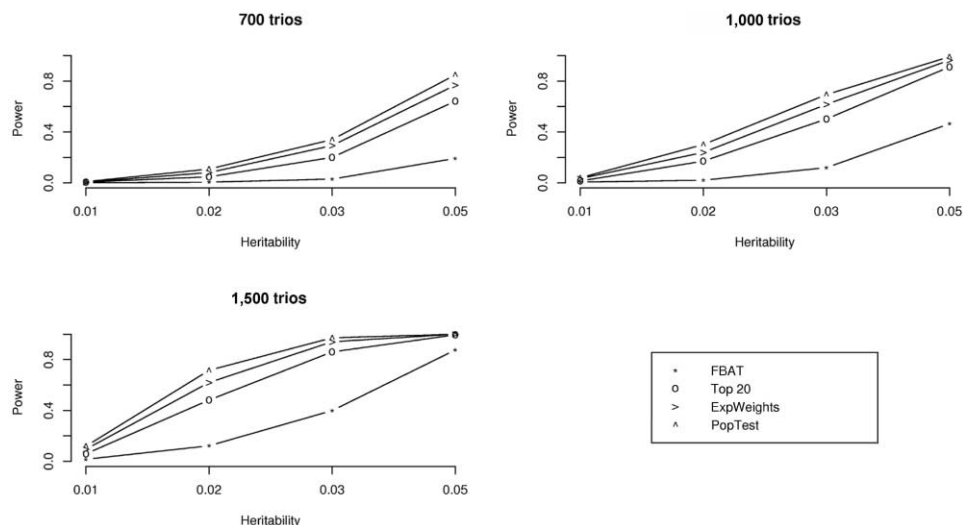 700 trios
Power
0.0 0.4 0.8
0.01 0.02 0.03 0.05
Heritability
1,000 trios
Power
0.0 0.4 0.8
0.01 0.02 0.03 0.05
Heritability
1,500 trios
Power
0.0 0.4 0.8
0.01 0.02 0.03 0.05
Heritability
* FBAT
o Top 20
> ExpWeights
^ PopTest